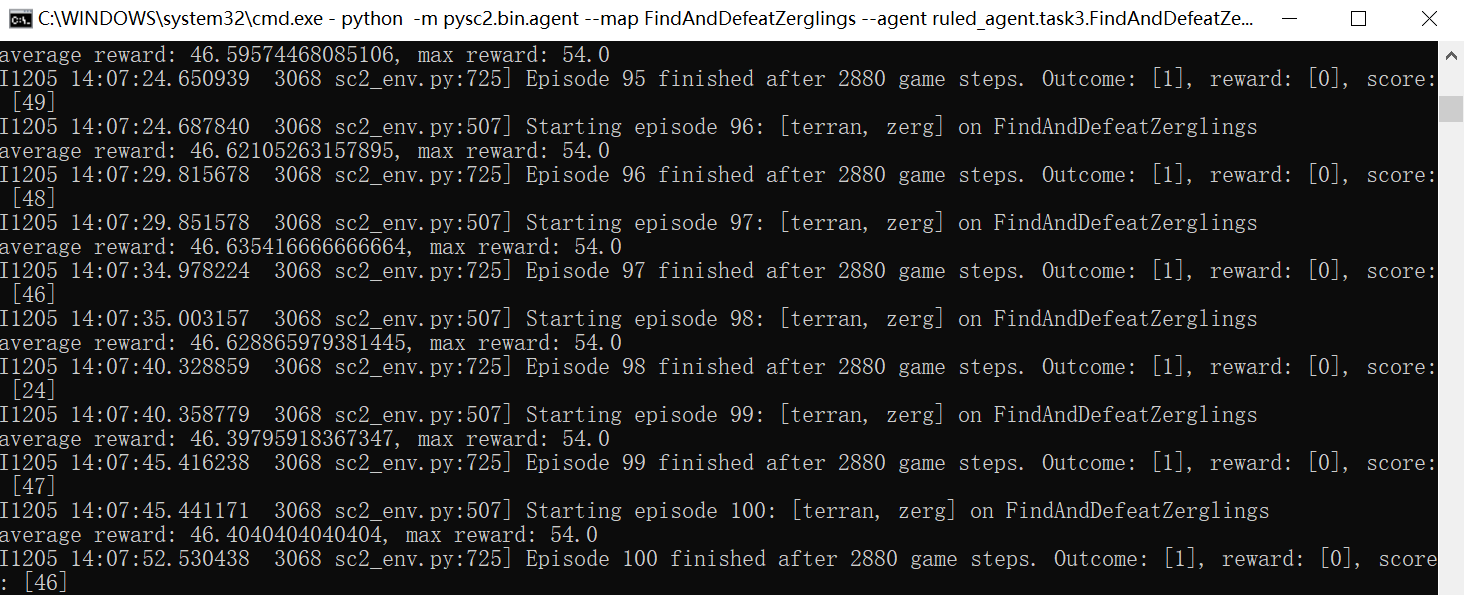 C:\WINDOWS\system32\cmd.exe - python  -m pysc2.bin.agent --map FindAndDefeatZerglings --agent ruled_agent.task3.FindAndDefeatZe...
average reward: 46.59574468085106, max reward: 54.0
I1205 14:07:24.650939  3068 sc2_env.py:725] Episode 95 finished after 2880 game steps. Outcome: [1], reward: [0], score:
 [49]
I1205 14:07:24.687840  3068 sc2_env.py:507] Starting episode 96: [terran, zerg] on FindAndDefeatZerglings
average reward: 46.62105263157895, max reward: 54.0
I1205 14:07:29.815678  3068 sc2_env.py:725] Episode 96 finished after 2880 game steps. Outcome: [1], reward: [0], score:
 [48]
I1205 14:07:29.851578  3068 sc2_env.py:507] Starting episode 97: [terran, zerg] on FindAndDefeatZerglings
average reward: 46.635416666666664, max reward: 54.0
I1205 14:07:34.978224  3068 sc2_env.py:725] Episode 97 finished after 2880 game steps. Outcome: [1], reward: [0], score:
 [46]
I1205 14:07:35.003157  3068 sc2_env.py:507] Starting episode 98: [terran, zerg] on FindAndDefeatZerglings
average reward: 46.628865979381445, max reward: 54.0
I1205 14:07:40.328859  3068 sc2_env.py:725] Episode 98 finished after 2880 game steps. Outcome: [1], reward: [0], score:
 [24]
I1205 14:07:40.358779  3068 sc2_env.py:507] Starting episode 99: [terran, zerg] on FindAndDefeatZerglings
average reward: 46.39795918367347, max reward: 54.0
I1205 14:07:45.416238  3068 sc2_env.py:725] Episode 99 finished after 2880 game steps. Outcome: [1], reward: [0], score:
 [47]
I1205 14:07:45.441171  3068 sc2_env.py:507] Starting episode 100: [terran, zerg] on FindAndDefeatZerglings
average reward: 46.4040404040404, max reward: 54.0
I1205 14:07:52.530438  3068 sc2_env.py:725] Episode 100 finished after 2880 game steps. Outcome: [1], reward: [0], score
: [46]